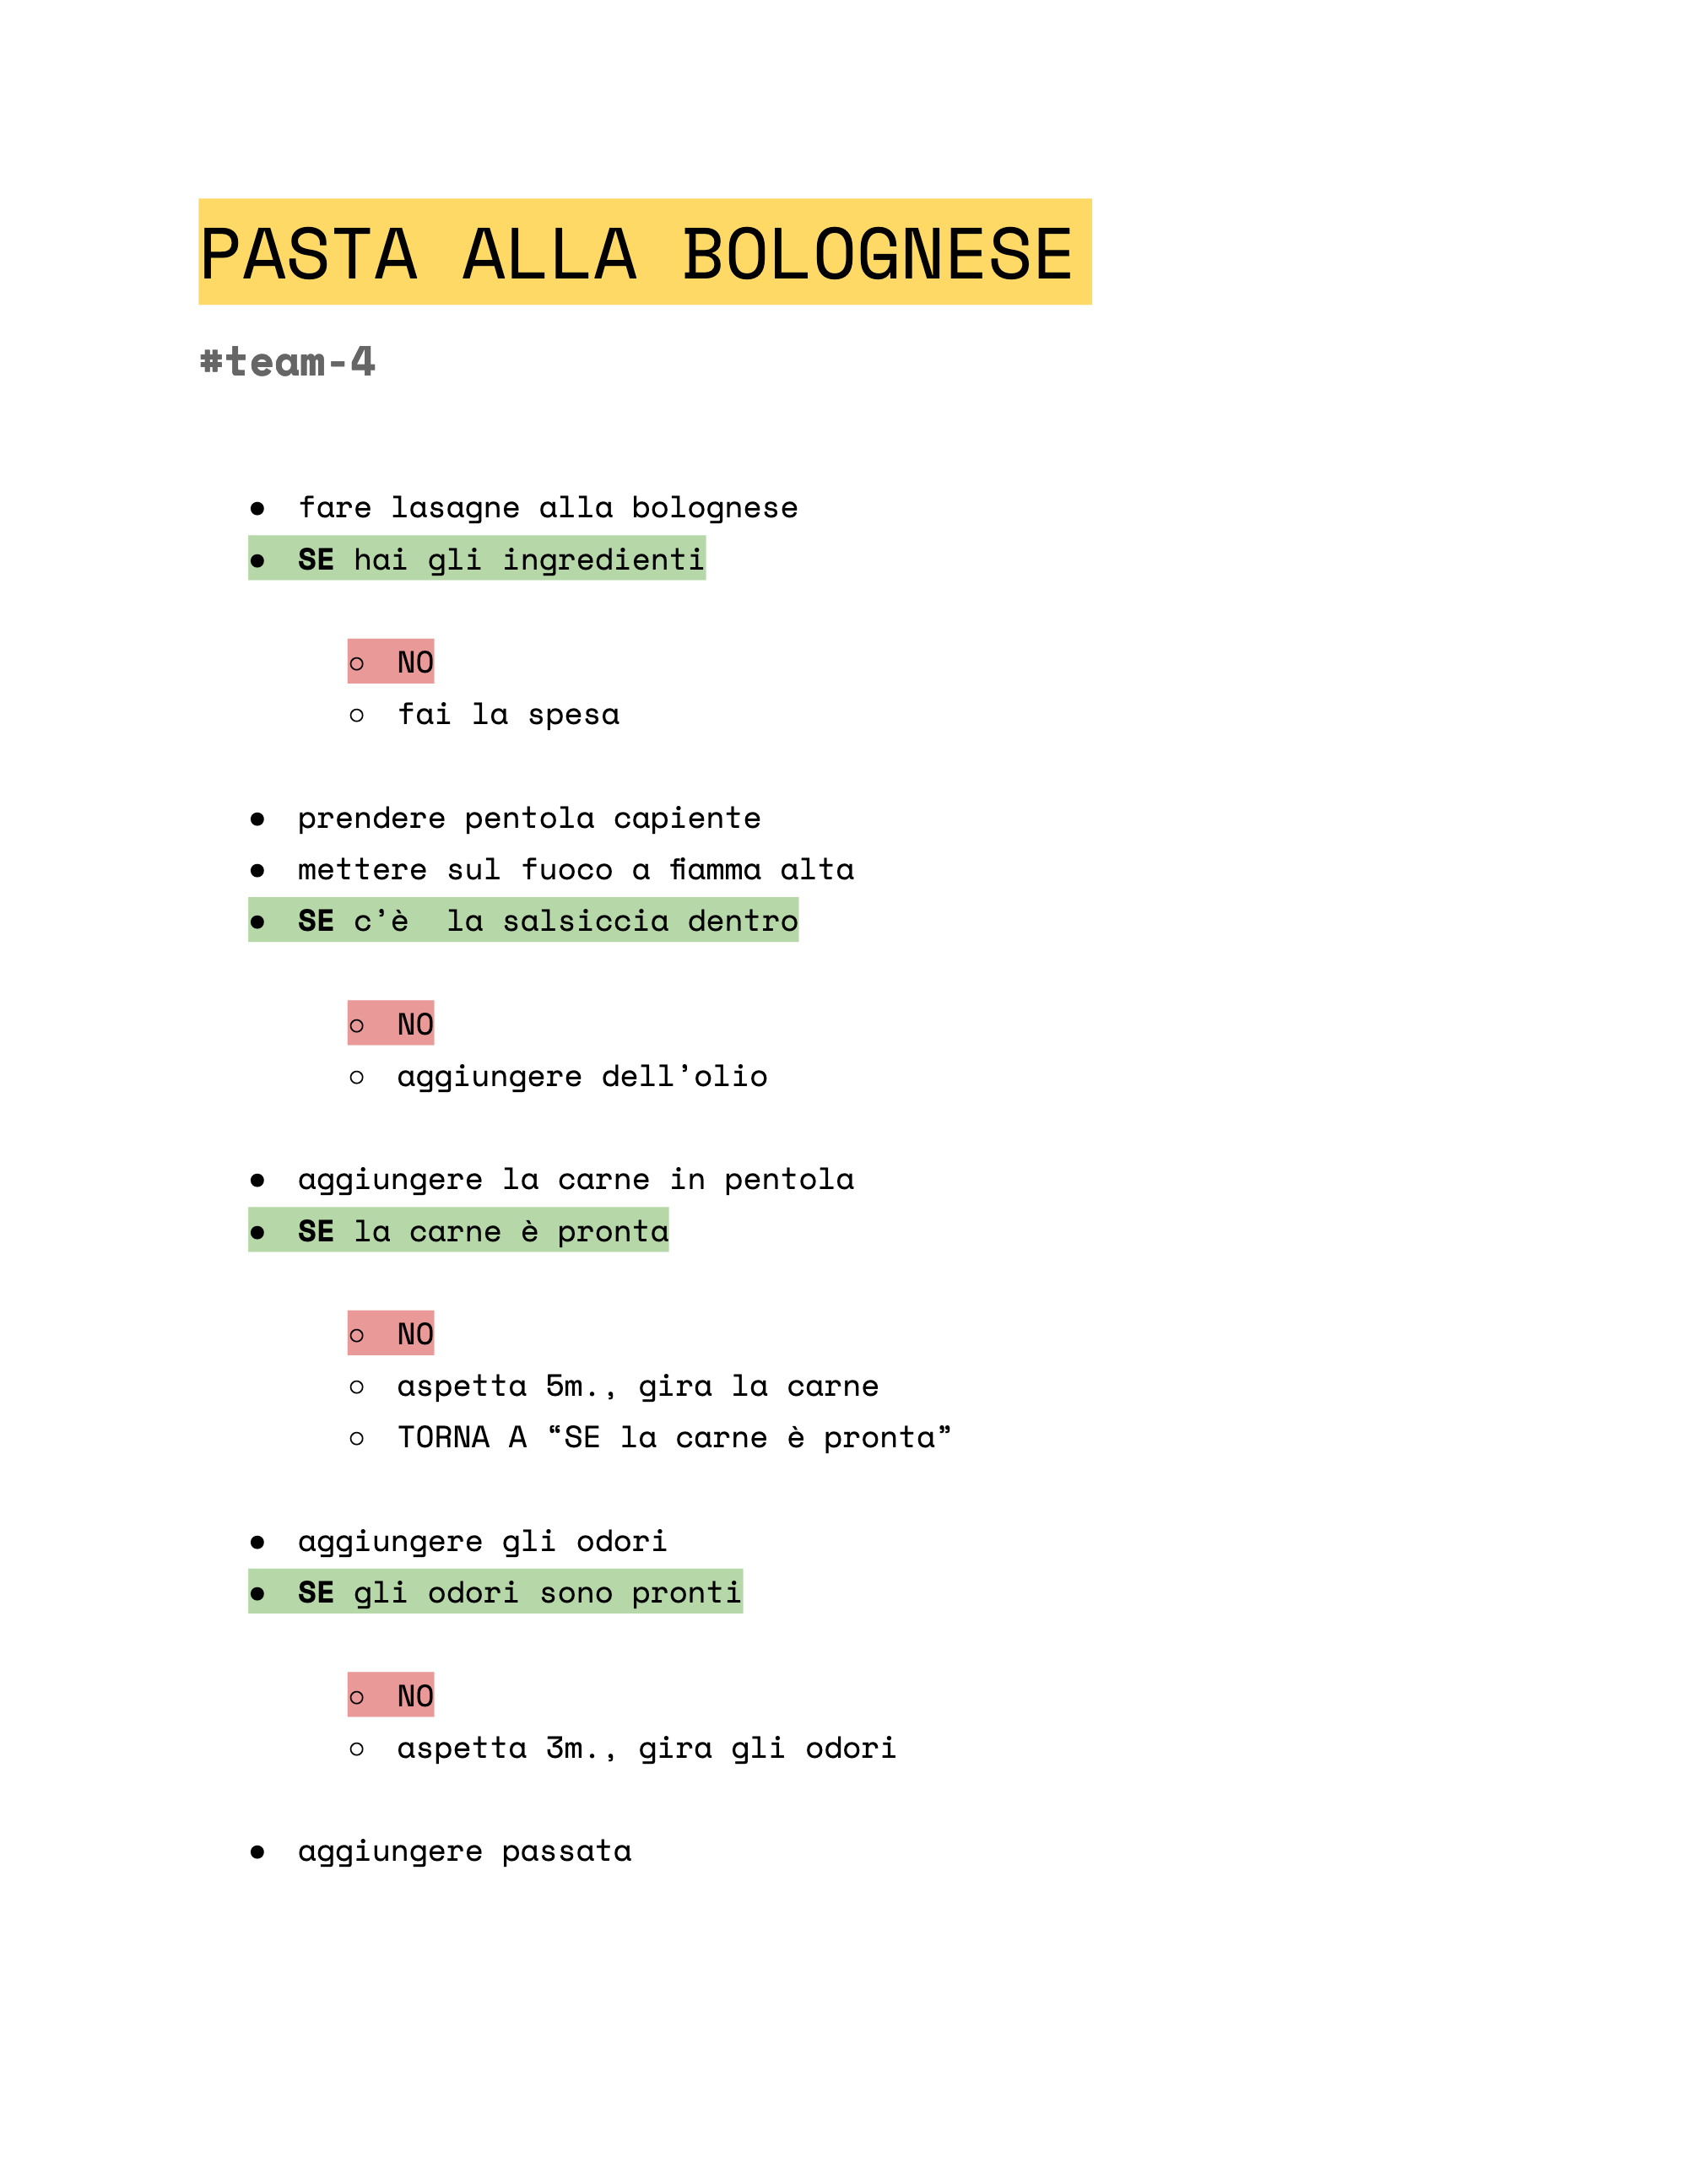 PASTA ALLA BOLOGNESE
#team-4
● fare lasagne alla bolognese
● SE hai gli ingredienti
○ NO
○ fai la spesa
● prendere pentola capiente
● mettere sul fuoco a fiamma alta
● SE c’è  la salsiccia dentro
○ NO
○ aggiungere dell’olio
● aggiungere la carne in pentola
● SE la carne è pronta
○ NO
○ aspetta 5m., gira la carne
○ TORNA A “SE la carne è pronta”
● aggiungere gli odori
● SE gli odori sono pronti
○ NO
○ aspetta 3m., gira gli odori
● aggiungere passata